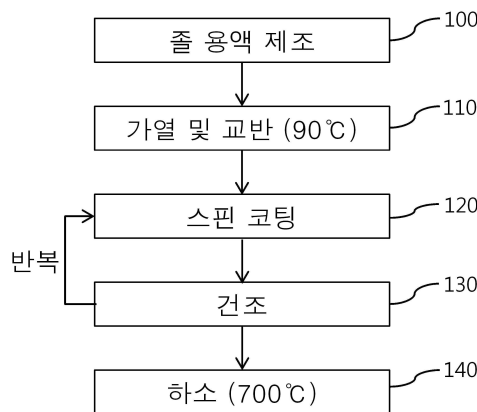 졸 용액 제조
100
가열 및 교반 (90℃)
110
스핀 코팅
120
반복
건조
130
하소 (700℃)
140